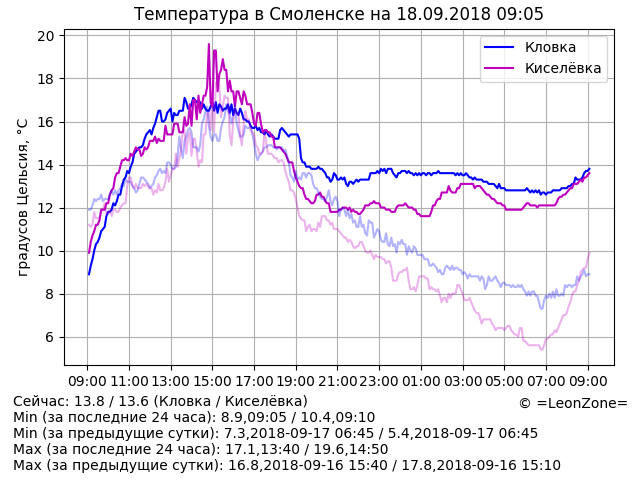 Температура в Смоленске на 18.09.2018 09:05
Кловка
Киселёвка
градусов Цельсия, °C
20
18
16
14
12
10
8
6
09:00 11:00 13:00 15:00 17:00 19:00 21:00 23:00 01:00 03:00 05:00 07:00 09:00
Сейчас: 13.8 / 13.6 (Кловка / Киселёвка)
© =LeonZone=
Min (за последние 24 часа): 8.9,09:05 / 10.4,09:10
Min (за предыдущие сутки): 7.3,2018-09-17 06:45 / 5.4,2018-09-17 06:45
Max (за последние 24 часа): 17.1,13:40 / 19.6,14:50
Max (за предыдущие сутки): 16.8,2018-09-16 15:40 / 17.8,2018-09-16 15:10